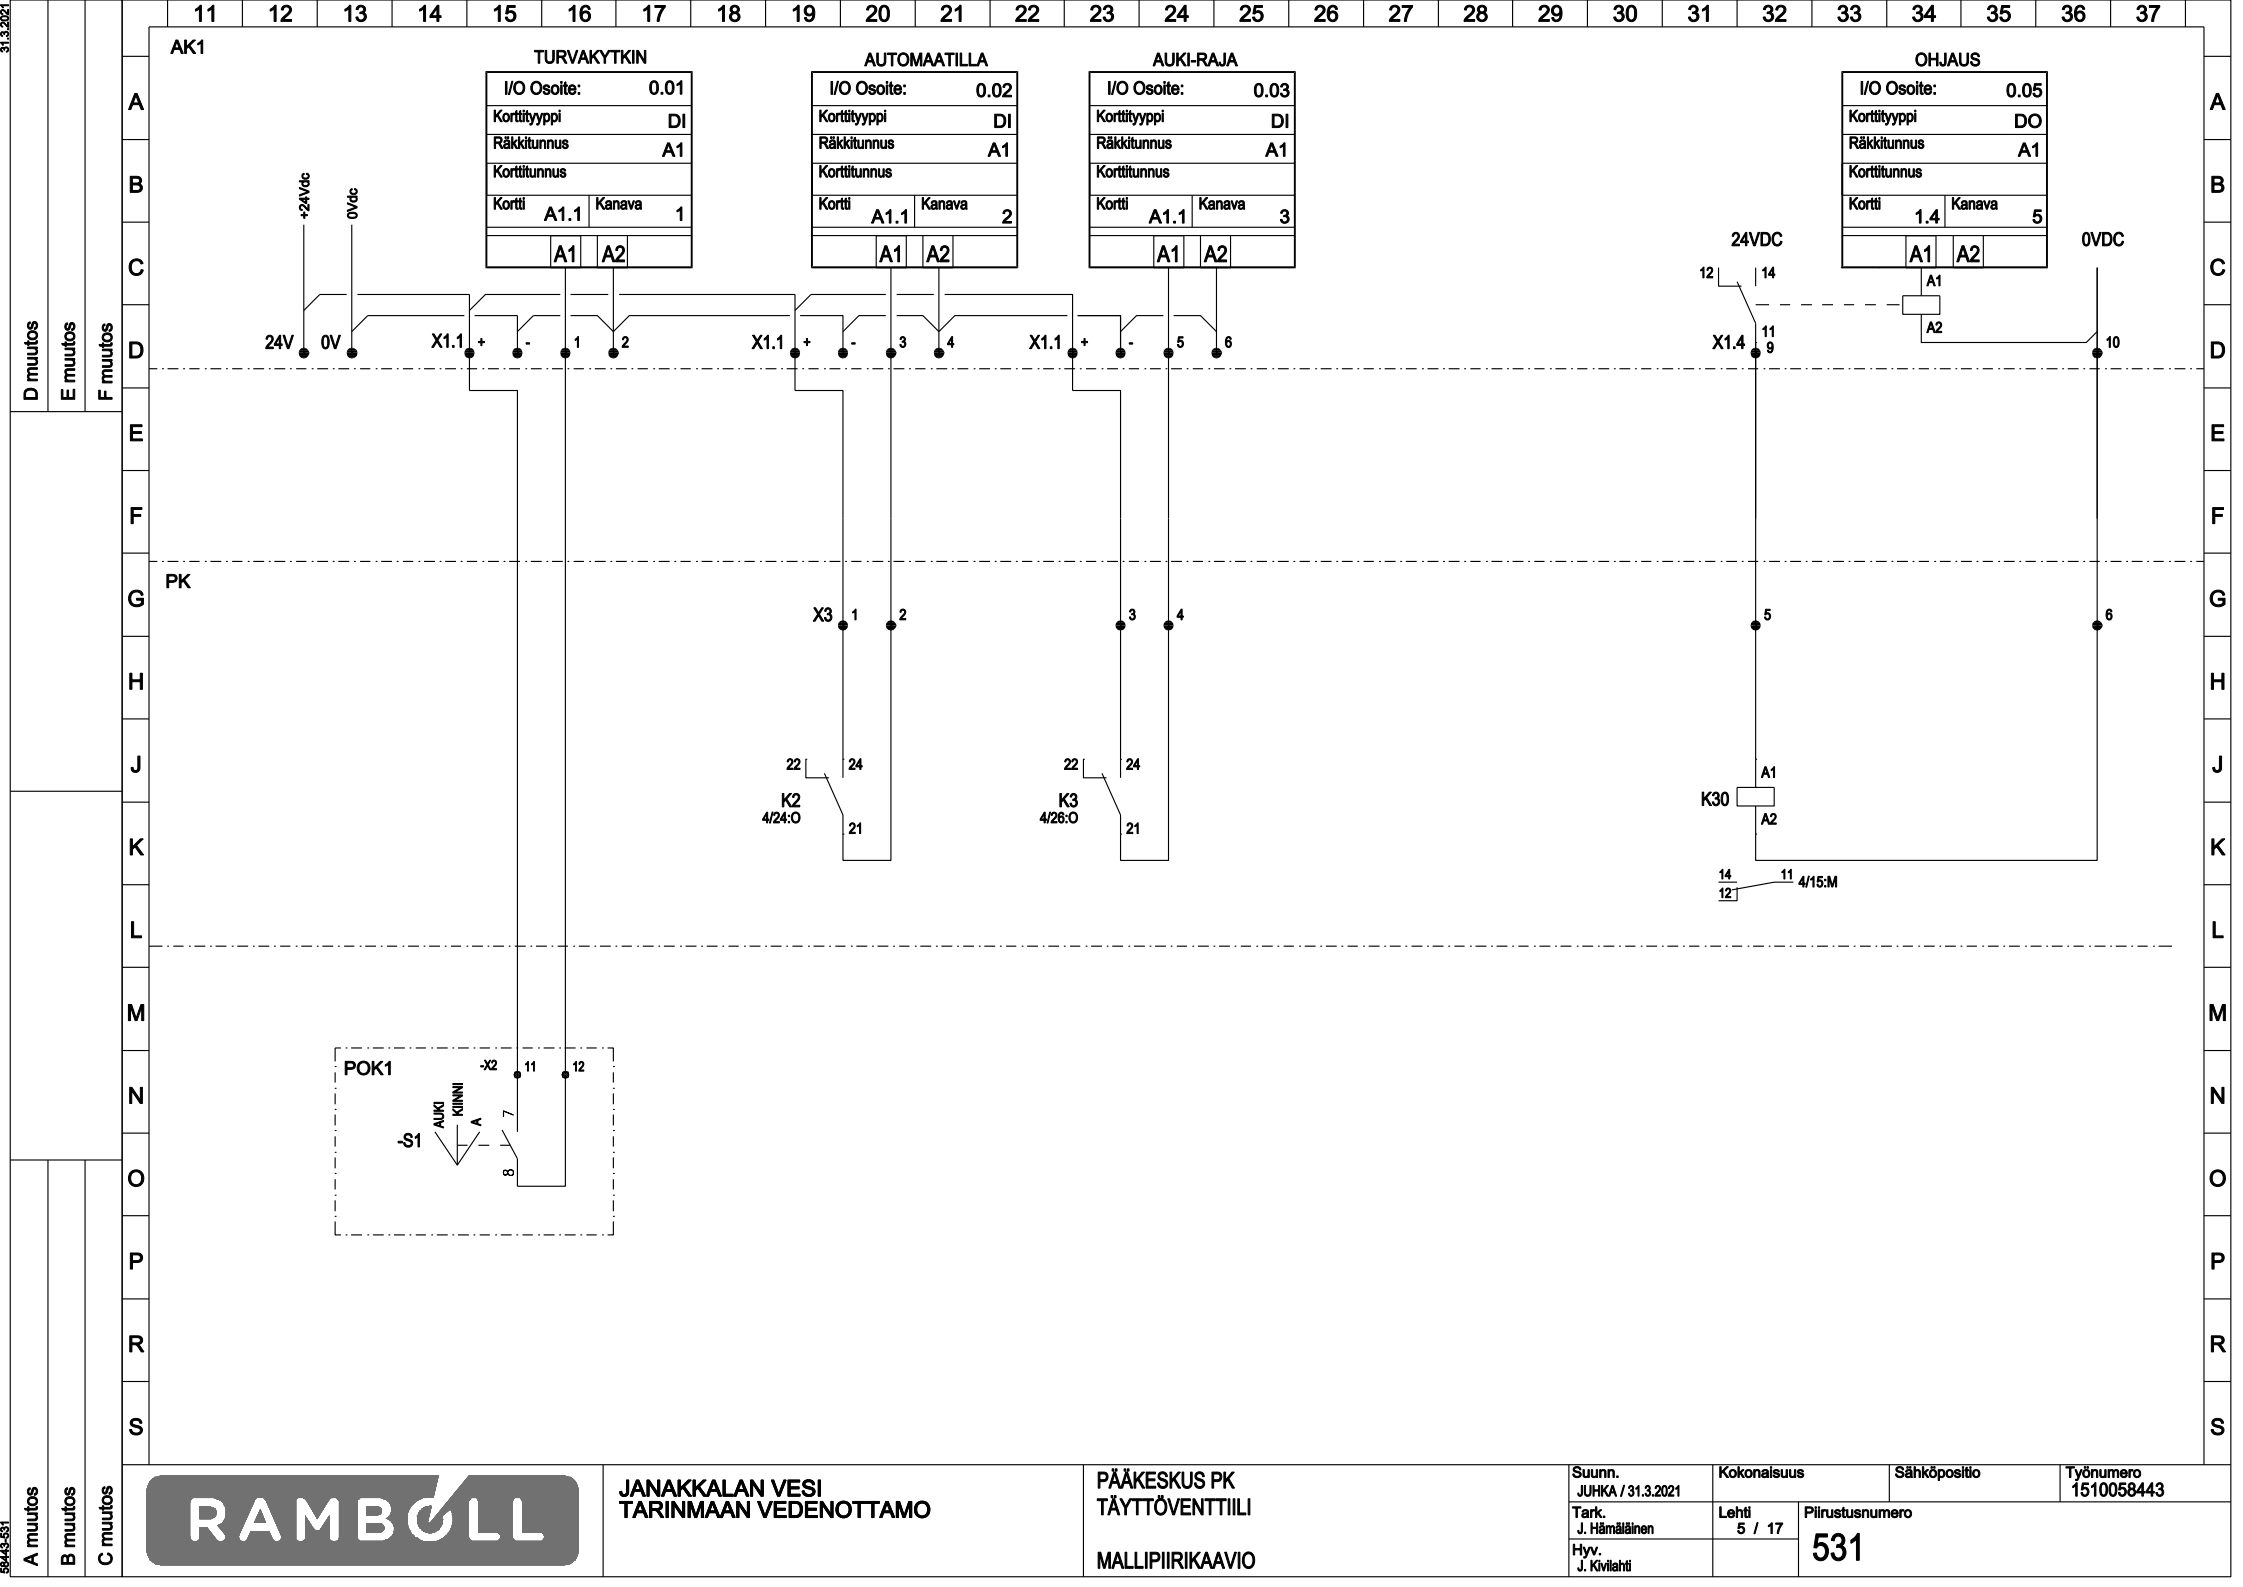 31.3.2021
11 12 13 14 15 16 17 18 19 20 21 22 23 24 25 26 27 28 29 30 31 32 33 34 35 36 37
AK1
TURVAKYTKIN
I/O Osoite: 0.01
Korttityyppi DI
Räkkitunnus A1
Korttitunnus
Kortti A1.1 Kanava 1
A1 A2
AUTOMAATILLA
I/O Osoite: 0.02
Korttityyppi DI
Räkkitunnus A1
Korttitunnus
Kortti A1.1 Kanava 2
A1 A2
AUKI-RAJA
I/O Osoite: 0.03
Korttityyppi DI
Räkkitunnus A1
Korttitunnus
Kortti A1.1 Kanava 3
A1 A2
OHJAUS
I/O Osoite: 0.05
Korttityyppi DO
Räkkitunnus A1
Korttitunnus
Kortti 1.4 Kanava 5
A1 A2
A A
B B
C C
D D
E E
F F
G G
H H
J J
K K
L L
M M
N N
O O
P P
R R
S S
+24Vdc
0Vdc
24VDC
0VDC
12 14
A1
A2
11
24V 0V X1.1 + - 1 2 X1.1 + - 3 4 X1.1 + - 5 6 X1.4 9 10
PK
X3 1 2 3 4 5 6
22 24
K2
4/24:O
21
22 24
K3
4/26:O
21
A1
K30
A2
14 11 4/15:M
12
POK1
-X2 11 12
AUKI
KIINNI
A
7
-S1
8
D muutos
E muutos
F muutos
A muutos
B muutos
C muutos
58443-531
RAMBOLL
JANAKKALAN VESI
TARINMAAN VEDENOTTAMO
PÄÄKESKUS PK
TÄYTTÖVENTTIILI
MALLIPIIRIKAAVIO
Suunn.
JUHKA / 31.3.2021
Tark.
J. Hämäläinen
Hyv.
J. Kivilahti
Kokonaisuus
Sähköpositio
Työnumero
1510058443
Lehti
5 / 17
Piirustusnumero
531